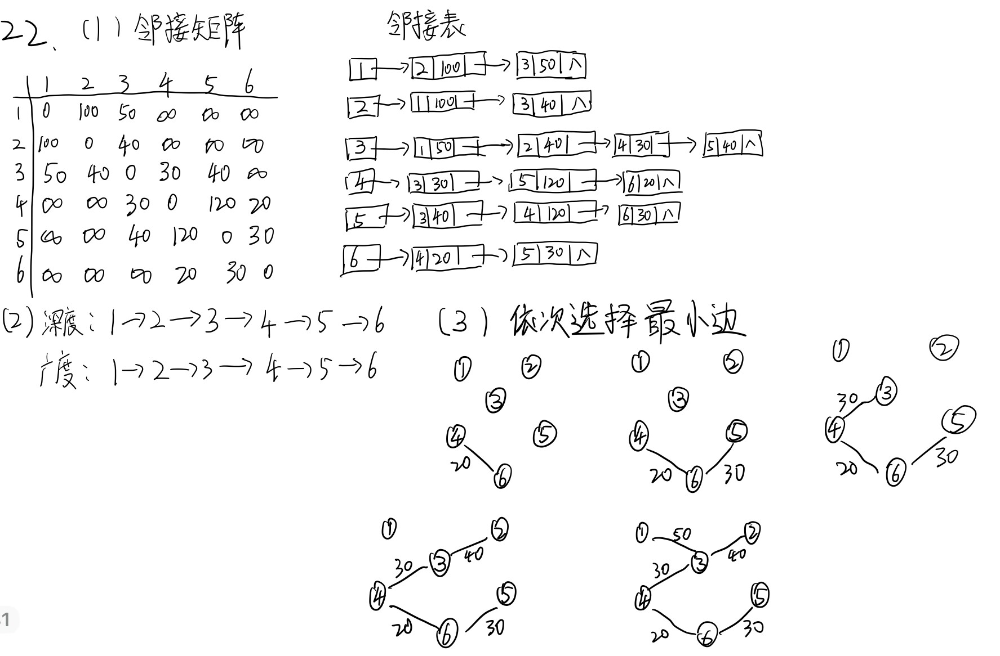 22、(1) 邻接矩阵
1 2 3 4 5 6
1 0 100 50 ∞ ∞ ∞
2 100 0 40 ∞ ∞ ∞
3 50 40 0 30 40 ∞
4 ∞ ∞ 30 0 120 20
5 ∞ ∞ 40 120 0 30
6 ∞ ∞ ∞ 20 30 0
邻接表
1 → 2 100 → 3 50 ∧
2 → 1 100 → 3 40 ∧
3 → 1 50 → 2 40 → 4 30 → 5 40 ∧
4 → 3 30 → 5 120 → 6 20 ∧
5 → 3 40 → 4 120 → 6 30 ∧
6 → 4 20 → 5 30 ∧
(2) 深度: 1→2→3→4→5→6
广度: 1→2→3→4→5→6
(3) 依次选择最小边
① ②
③
④ ⑤
20
⑥
① ②
③
④ ⑤
20 ⑥ 30
① ②
30 ③
④ ⑤
20 ⑥ 30
① ②
30 ③ 40
④ ⑤
20 ⑥ 30
① 50 ②
30 ③ 40
④ ⑤
20 ⑥ 30